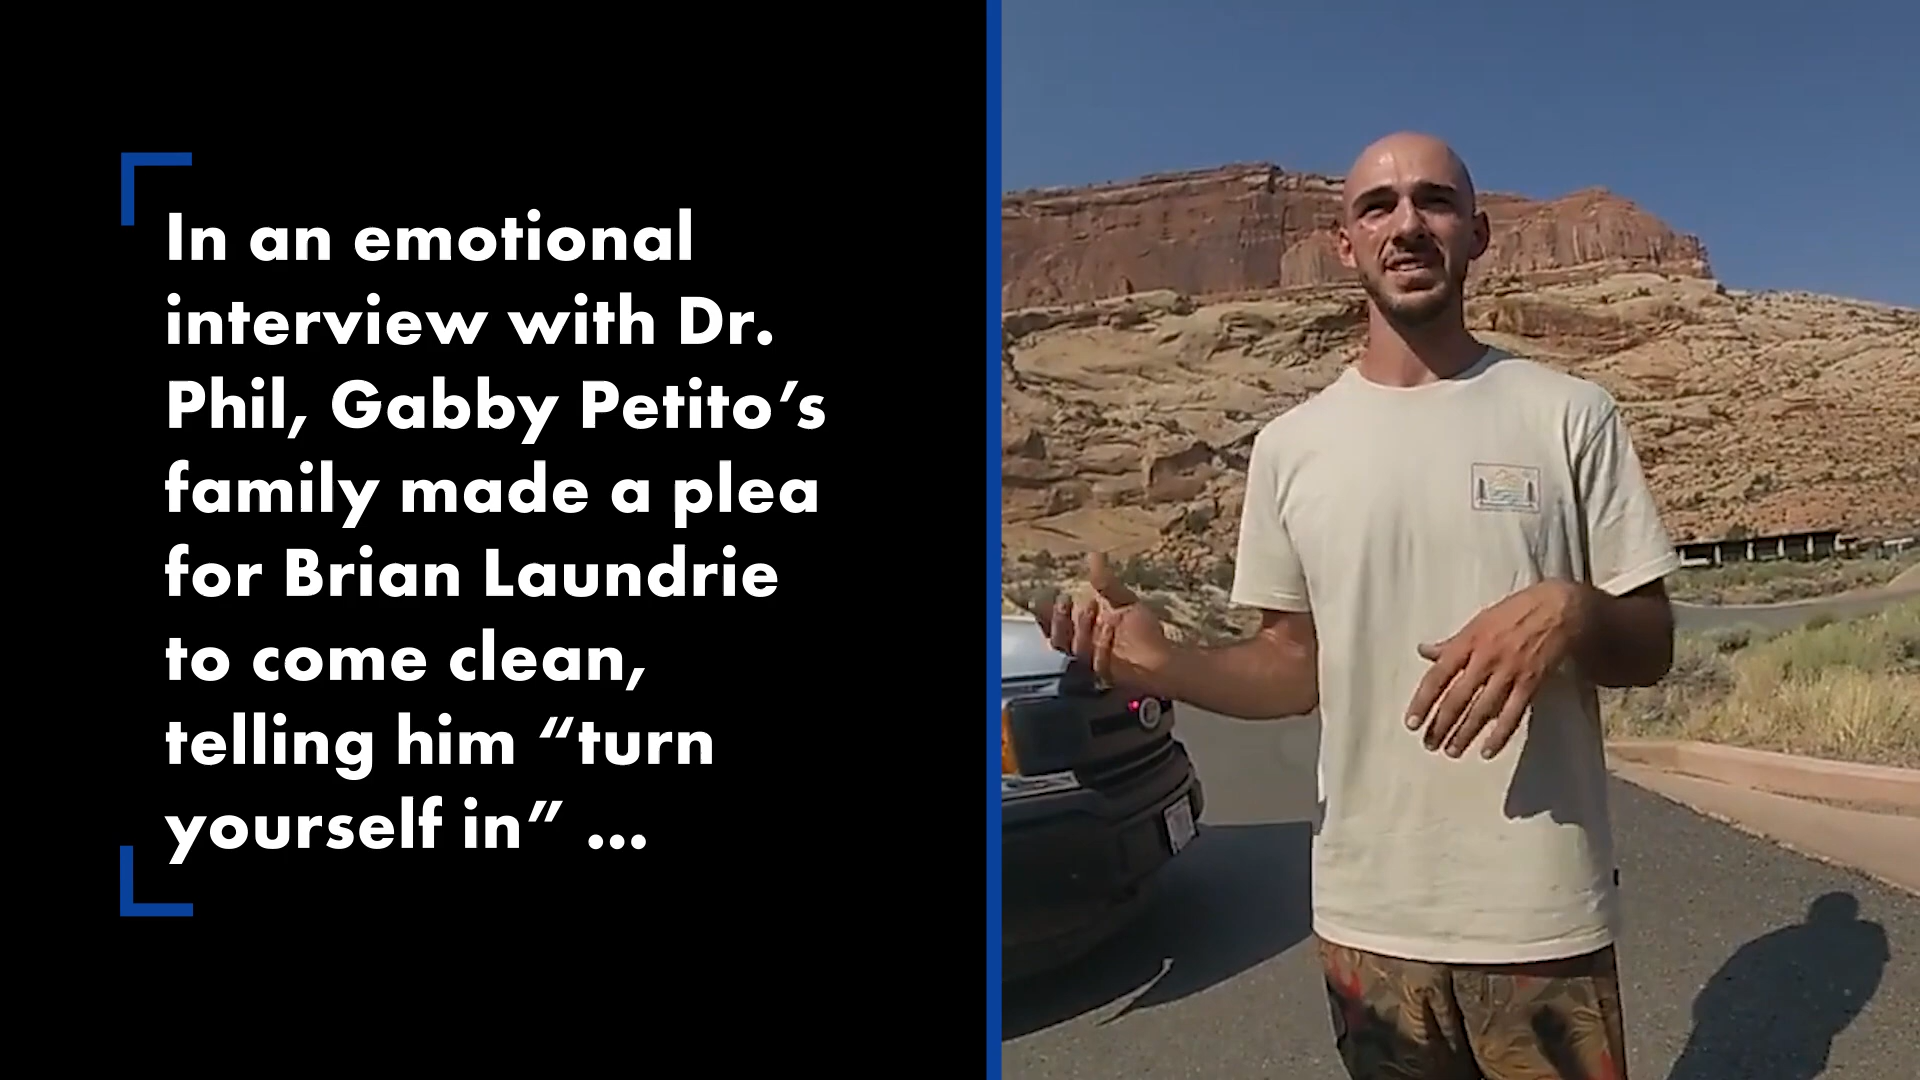 In an emotional
interview with Dr.
Phil, Gabby Petito’s
family made a plea
for Brian Laundrie
to come clean,
telling him “turn
yourself in” ...